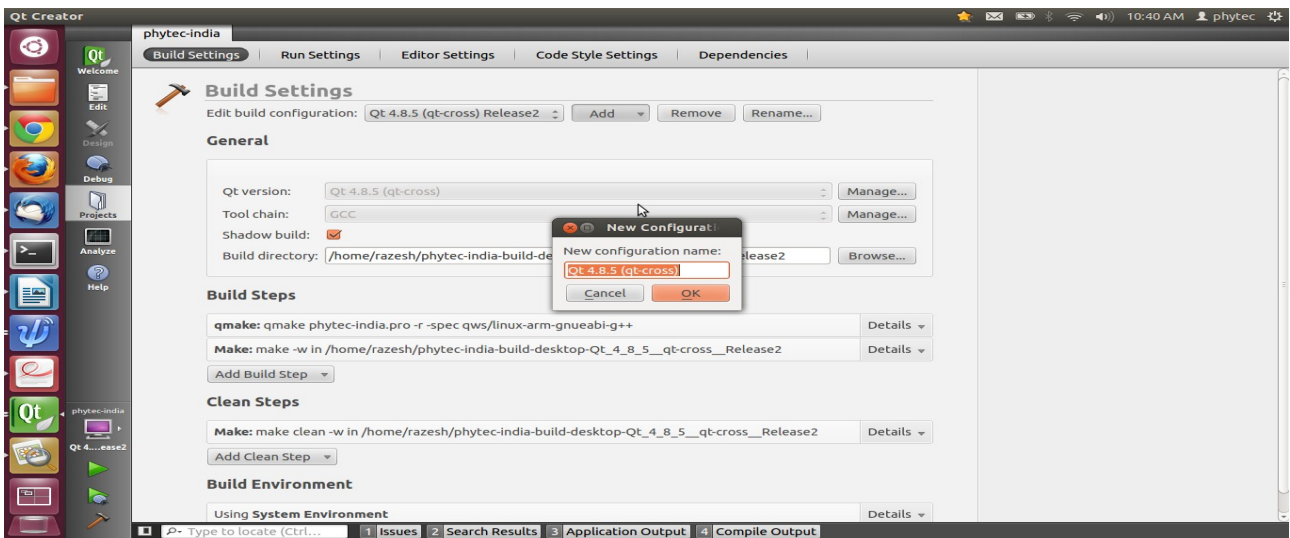 Qt Creator
10:40 AM phytec
phytec-india
Build Settings Run Settings Editor Settings Code Style Settings Dependencies
Qt
Welcome
Edit
Design
Debug
Projects
Analyze
Help
phytec-india
Qt 4....ease2
Qt
Build Settings
Edit build configuration: Qt 4.8.5 (qt-cross) Release2 Add Remove Rename...
General
Qt version: Qt 4.8.5 (qt-cross) Manage...
Tool chain: GCC Manage...
Shadow build:
Build directory: /home/razesh/phytec-india-build-de lease2 Browse...
New Configurati
New configuration name:
Qt 4.8.5 (qt-cross)
Cancel OK
Build Steps
qmake: qmake phytec-india.pro -r -spec qws/linux-arm-gnueabi-g++ Details
Make: make -w in /home/razesh/phytec-india-build-desktop-Qt_4_8_5__qt-cross__Release2 Details
Add Build Step
Clean Steps
Make: make clean -w in /home/razesh/phytec-india-build-desktop-Qt_4_8_5__qt-cross__Release2 Details
Add Clean Step
Build Environment
Using System Environment Details
Type to locate (Ctrl... 1 Issues 2 Search Results 3 Application Output 4 Compile Output